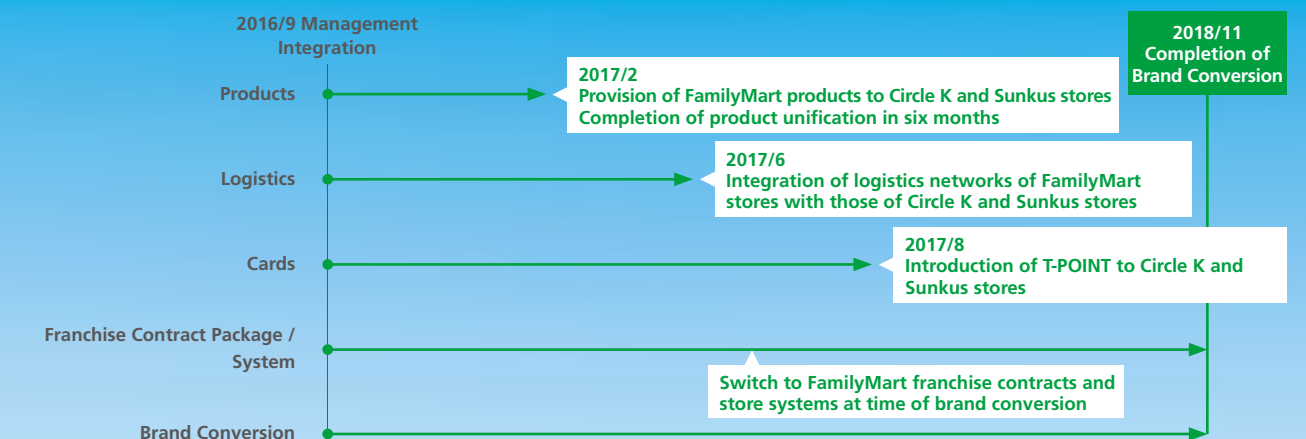 2016/9 Management
Integration
2018/11
Completion of
Brand Conversion
Products
2017/2
Provision of FamilyMart products to Circle K and Sunkus stores
Completion of product unification in six months
Logistics
2017/6
Integration of logistics networks of FamilyMart
stores with those of Circle K and Sunkus stores
Cards
2017/8
Introduction of T-POINT to Circle K and
Sunkus stores
Franchise Contract Package /
System
Switch to FamilyMart franchise contracts and
store systems at time of brand conversion
Brand Conversion